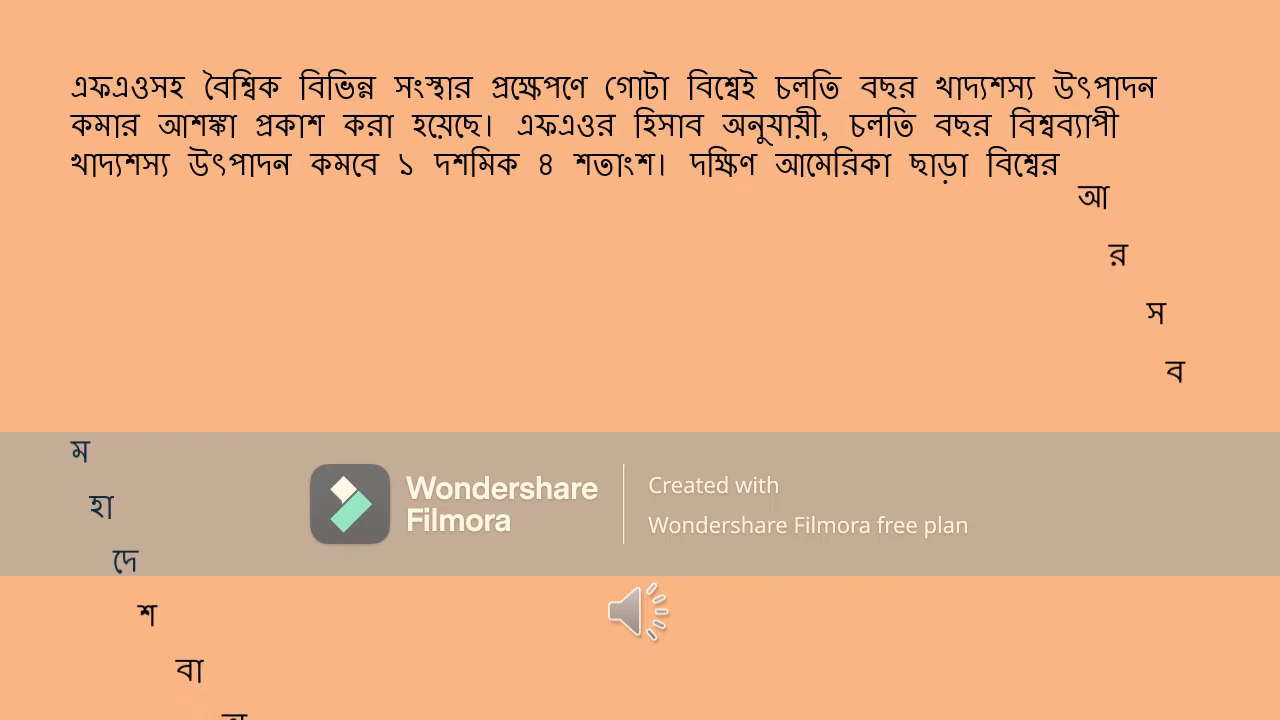 এফএওসহ বৈশ্বিক বিভিন্ন সংস্থার প্রক্ষেপণে গোটা বিশ্বেই চলতি বছর খাদ্যশস্য উৎপাদন
কমার আশঙ্কা প্রকাশ করা হয়েছে। এফএওর হিসাব অনুযায়ী, চলতি বছর বিশ্বব্যাপী
খাদ্যশস্য উৎপাদন কমবে ১ দশমিক ৪ শতাংশ। দক্ষিণ আমেরিকা ছাড়া বিশ্বের
আ
র
স
ব
ম
হা
দে
শ
বা
Wondershare
Filmora
Created with
Wondershare Filmora free plan